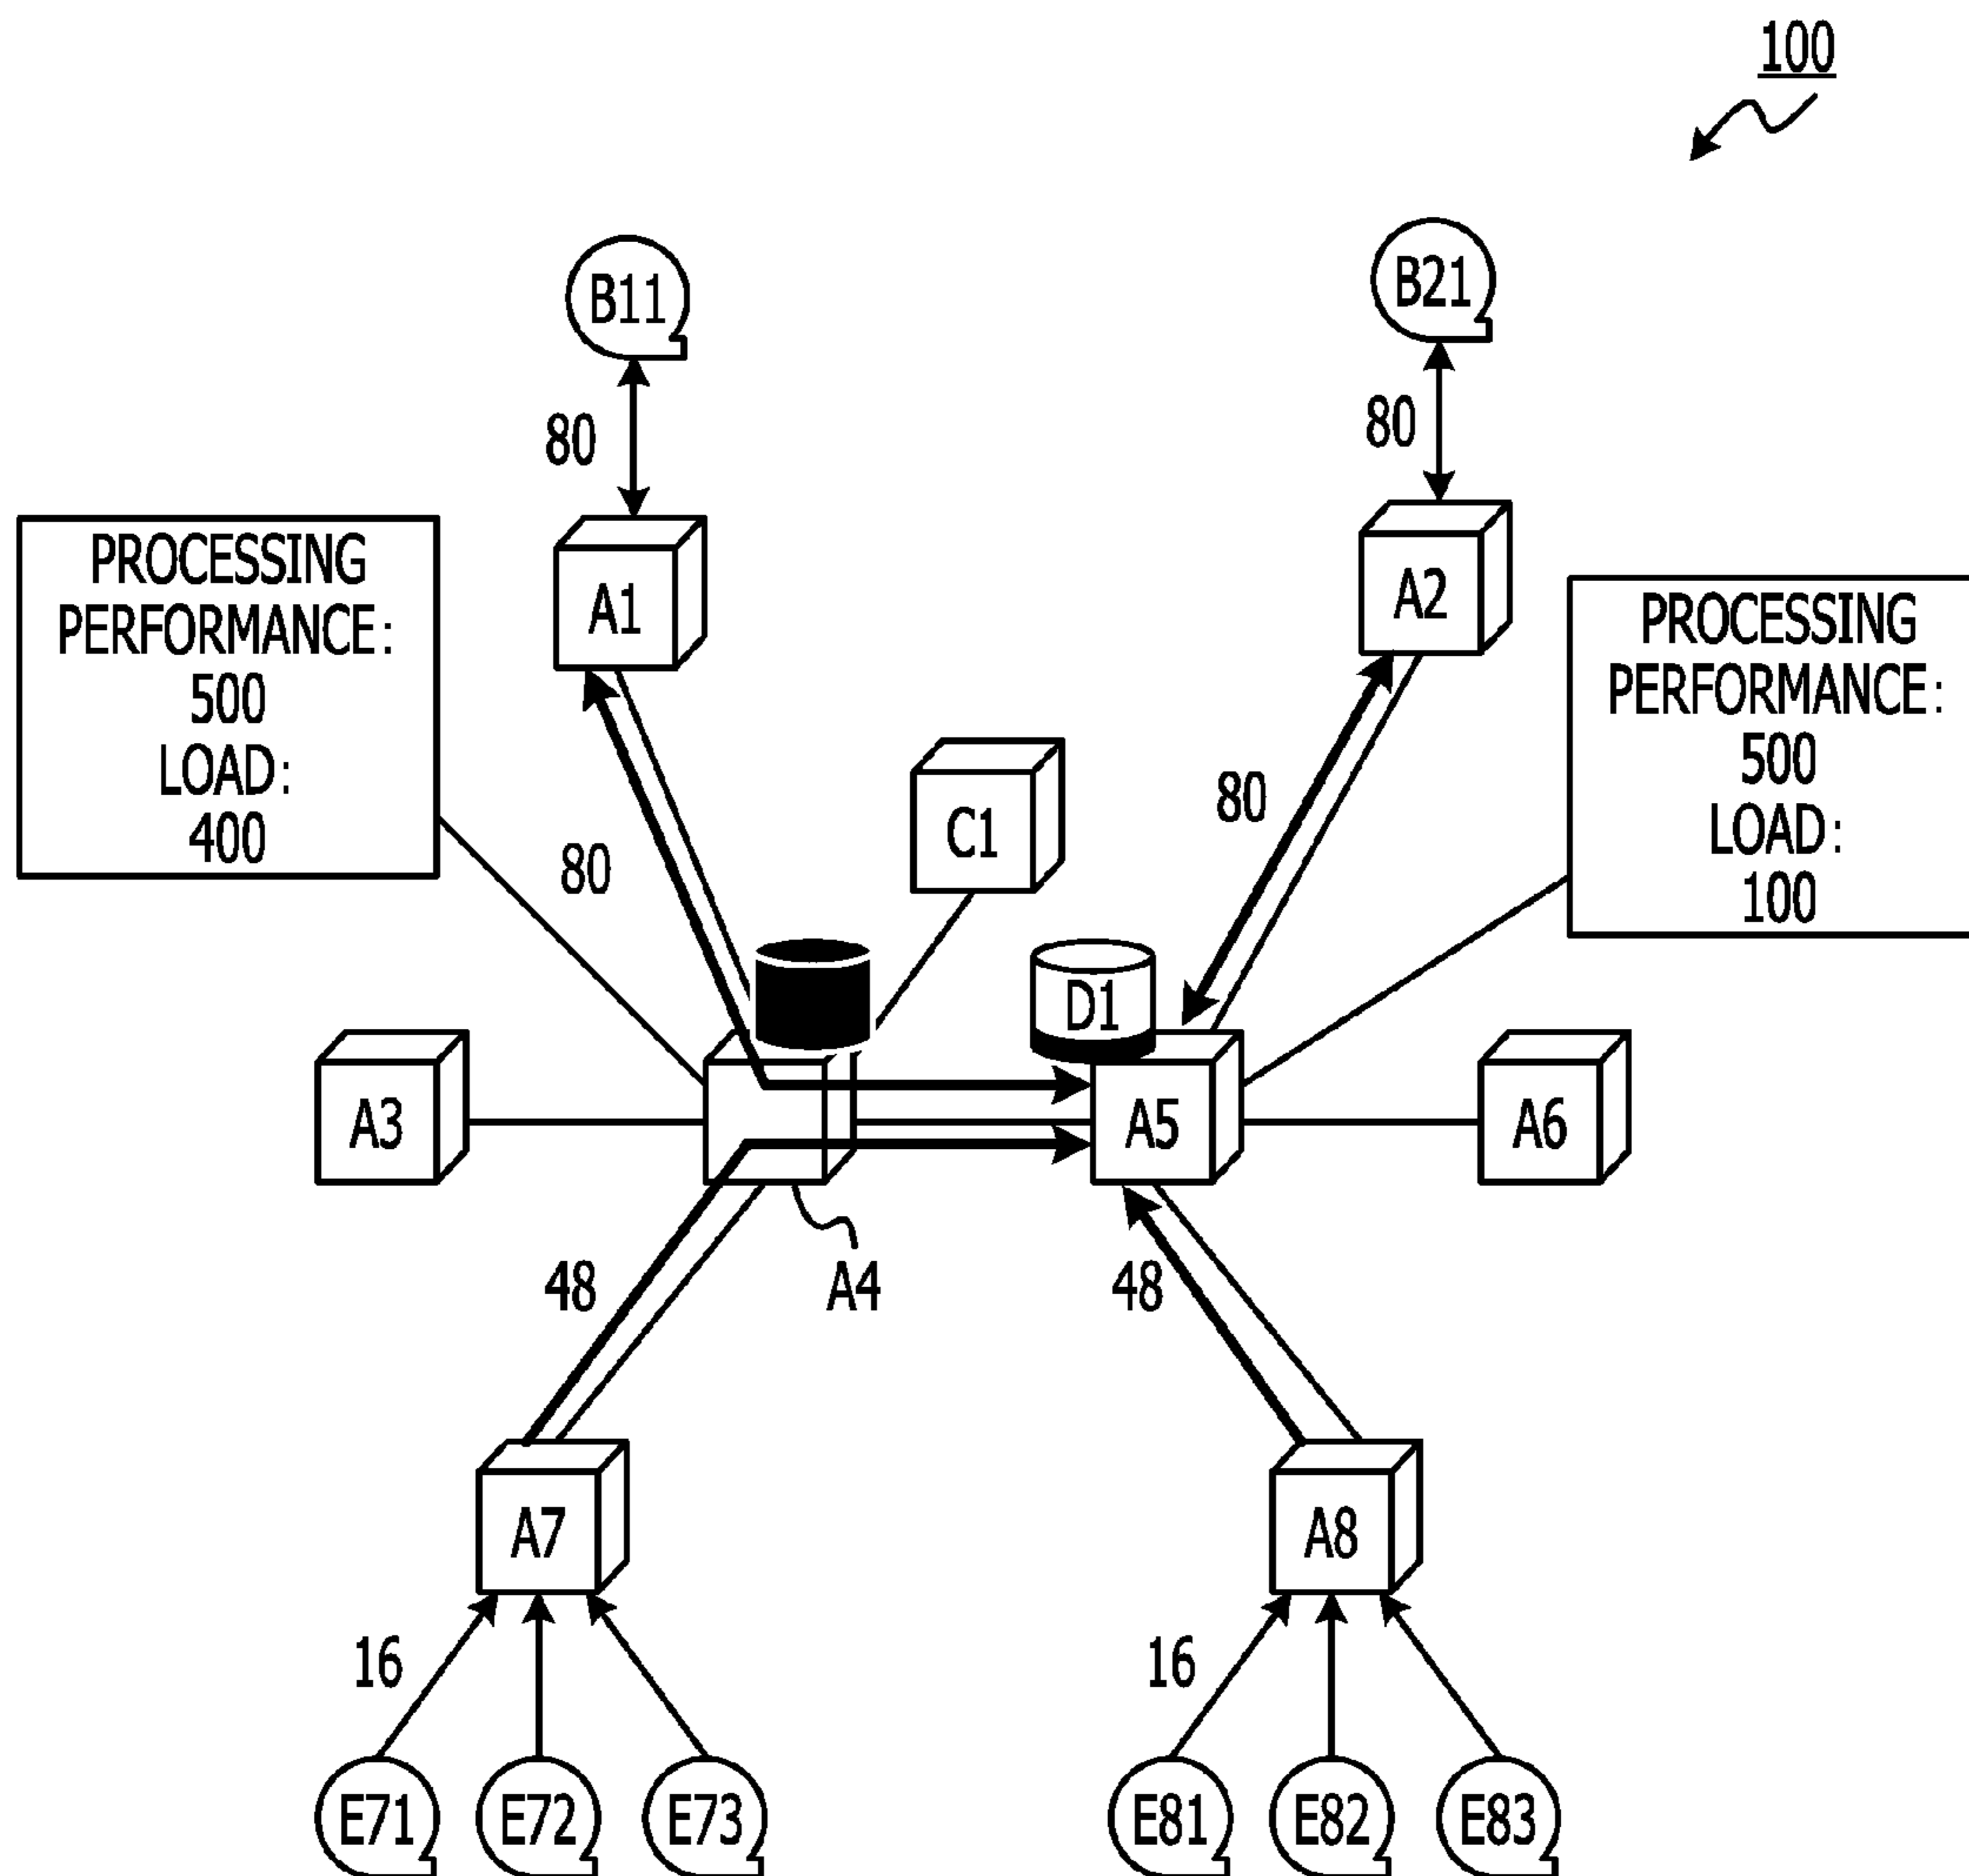 100
B11
B21
80
80
PROCESSING
PERFORMANCE:
500
LOAD:
400
A1
A2
PROCESSING
PERFORMANCE:
500
LOAD:
100
80
C1
80
D1
A3
A5
A6
48
A4
48
A7
A8
16
16
E71
E72
E73
E81
E82
E83